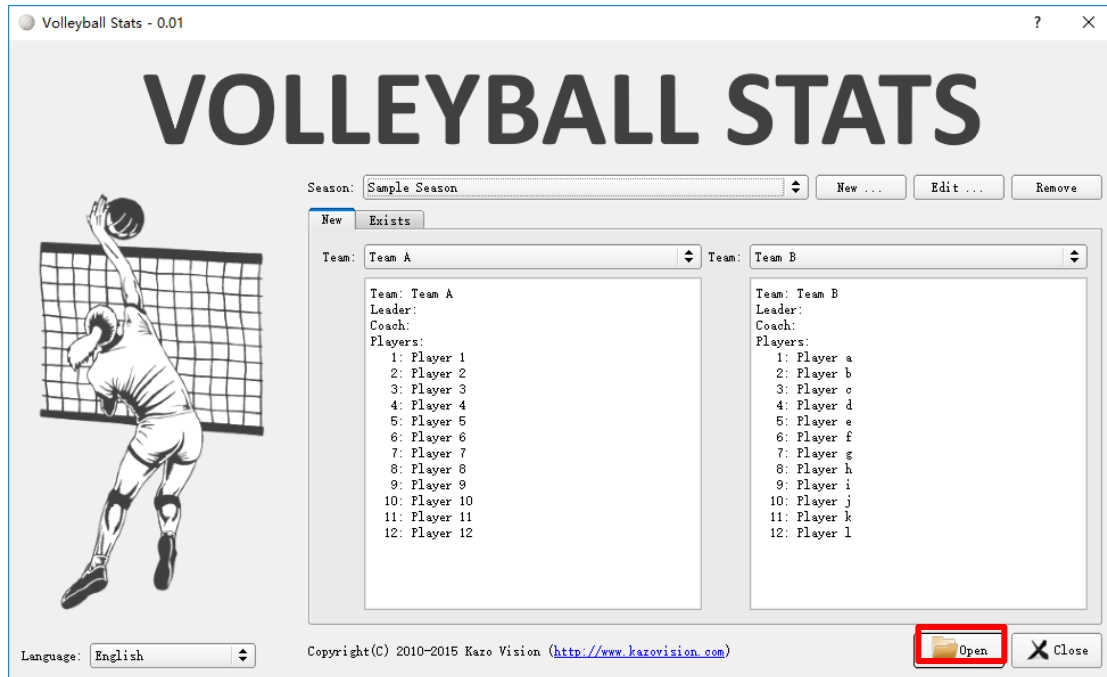 Volleyball Stats - 0.01
VOLLEYBALL STATS
Season: Sample Season New ... Edit ... Remove
New Exists
Team: Team A Team: Team B
Team: Team A
Leader:
Coach:
Players:
1: Player 1
2: Player 2
3: Player 3
4: Player 4
5: Player 5
6: Player 6
7: Player 7
8: Player 8
9: Player 9
10: Player 10
11: Player 11
12: Player 12
Team: Team B
Leader:
Coach:
Players:
1: Player a
2: Player b
3: Player c
4: Player d
5: Player e
6: Player f
7: Player g
8: Player h
9: Player i
10: Player j
11: Player k
12: Player l
Language: English Copyright(C) 2010-2015 Kazo Vision (http://www.kazovision.com) Open Close